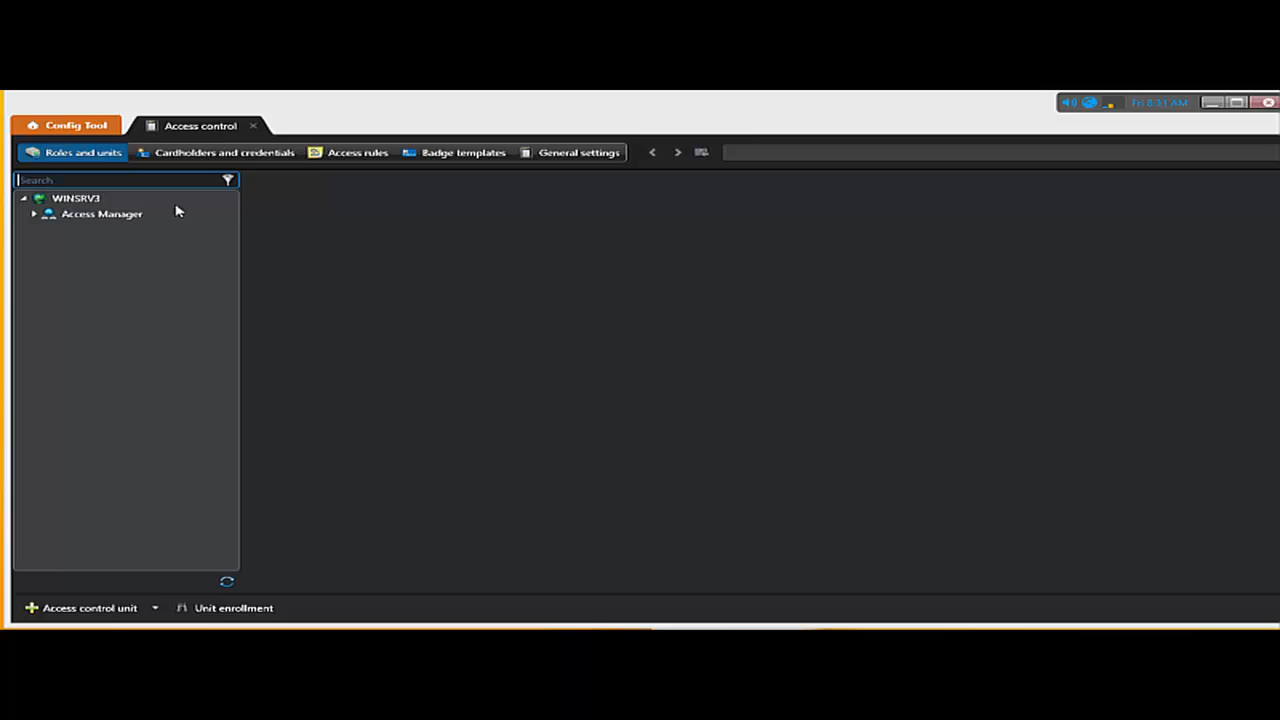 Fri 8:31 AM
Config Tool Access control
Roles and units Cardholders and credentials Access rules Badge templates General settings
Search
WINSRV3
Access Manager
Access control unit Unit enrollment